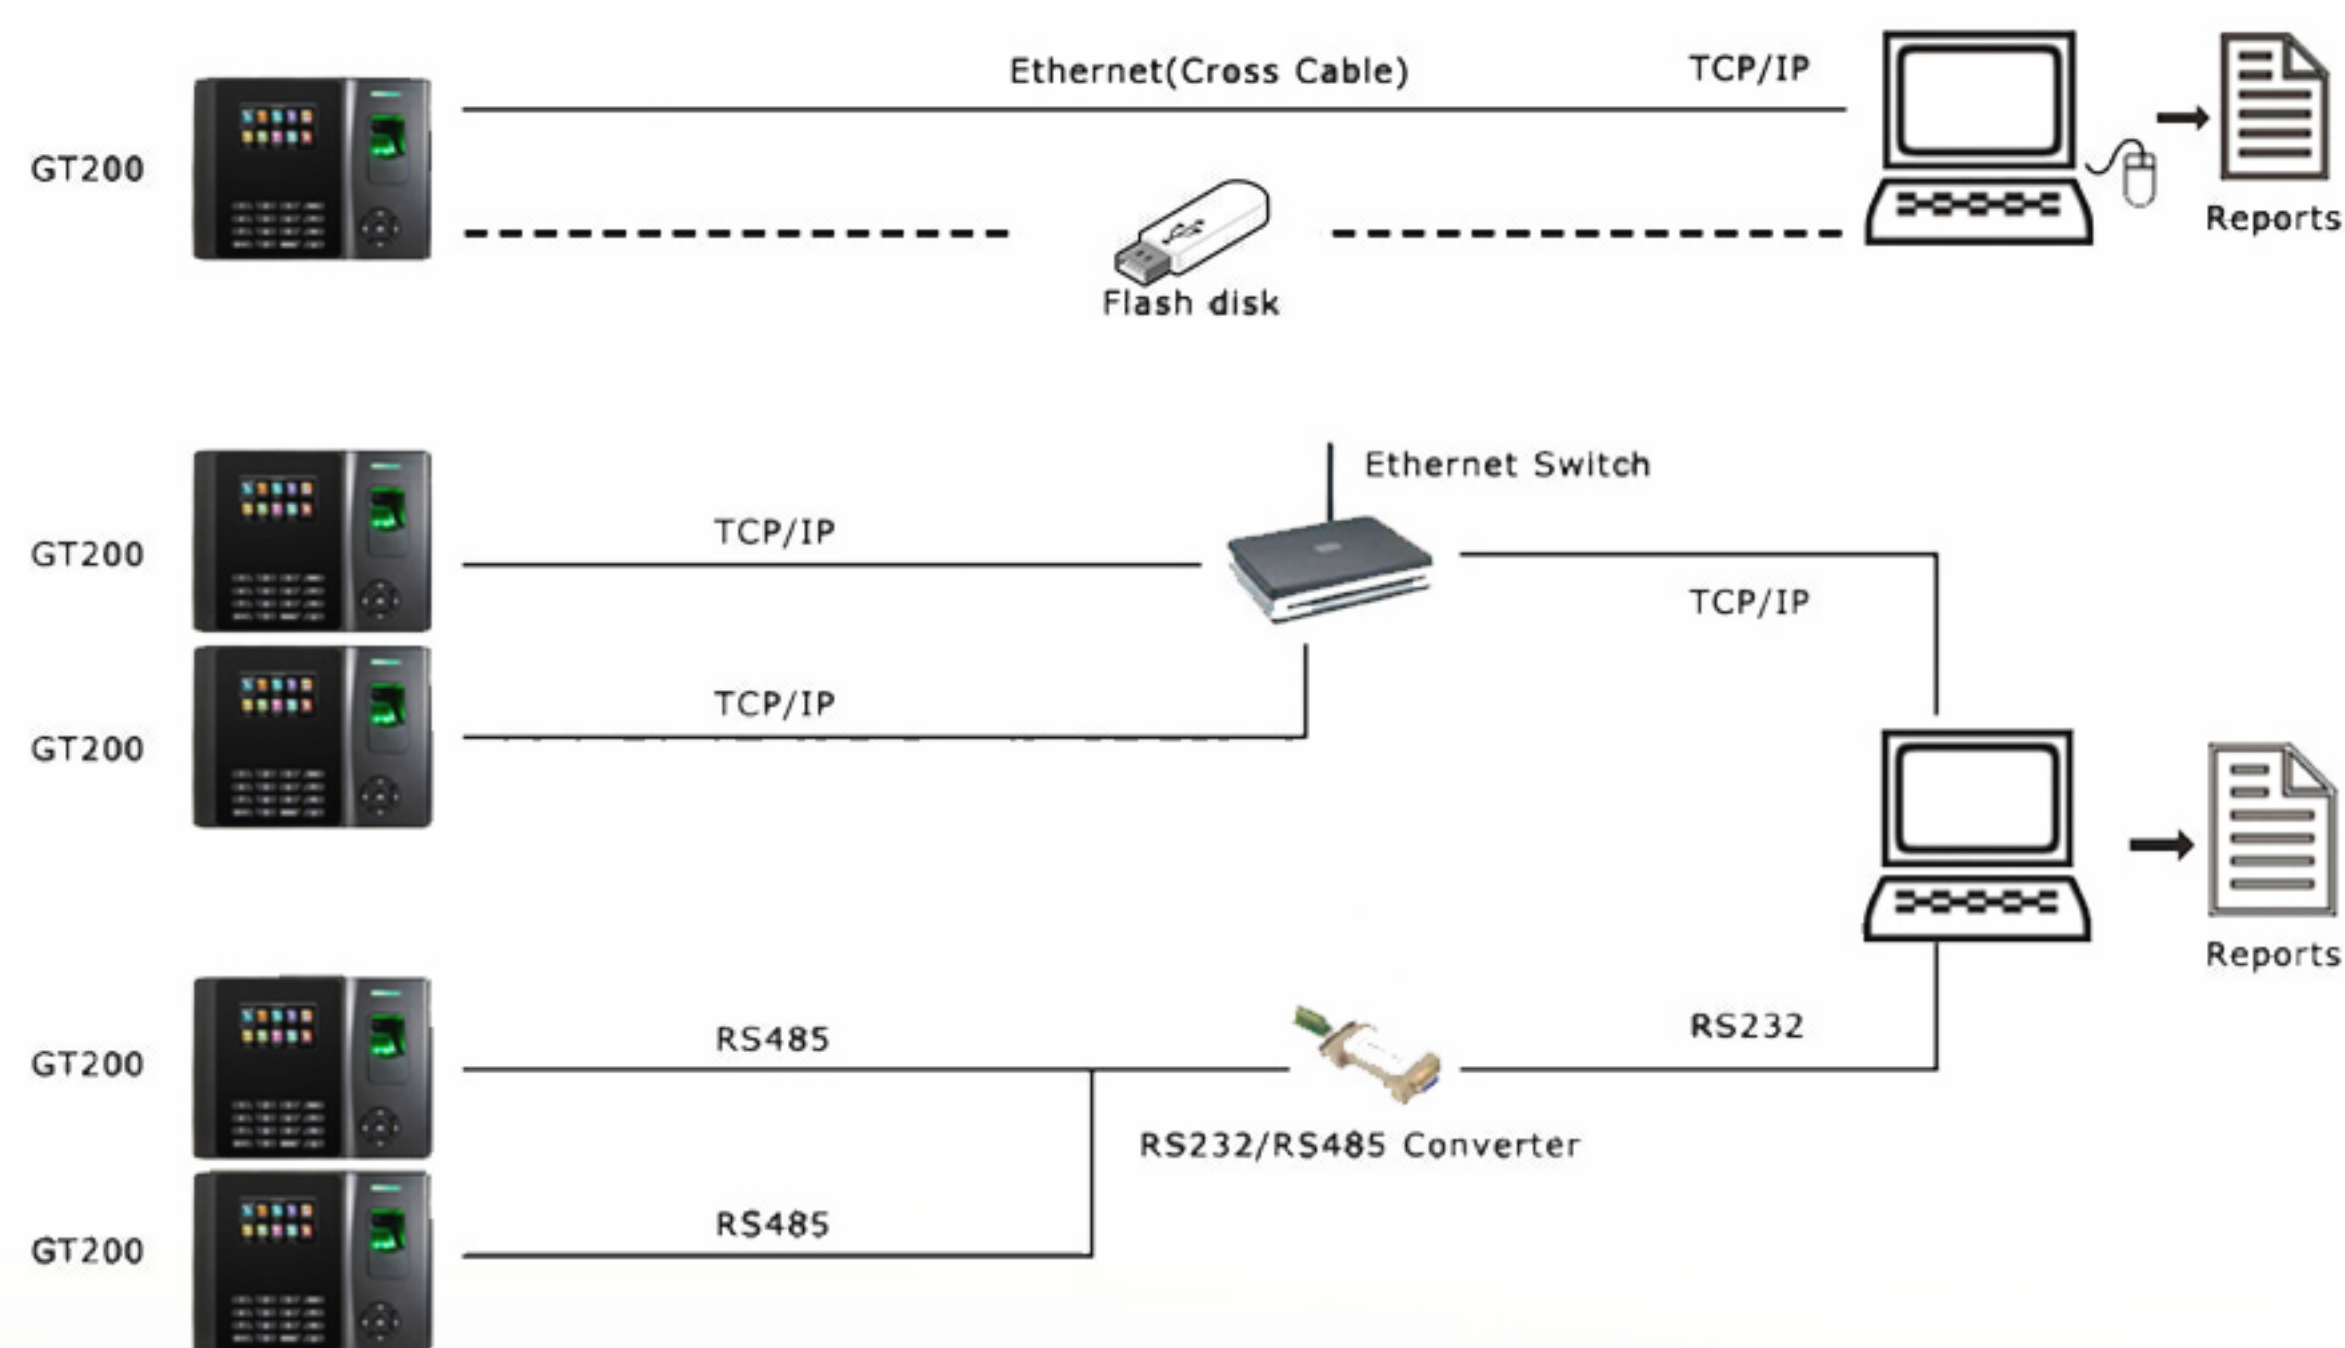 Ethernet(Cross Cable)
TCP/IP
GT200
Reports
Flash disk
Ethernet Switch
TCP/IP
GT200
TCP/IP
TCP/IP
GT200
Reports
RS485
RS232
GT200
RS232/RS485 Converter
RS485
GT200